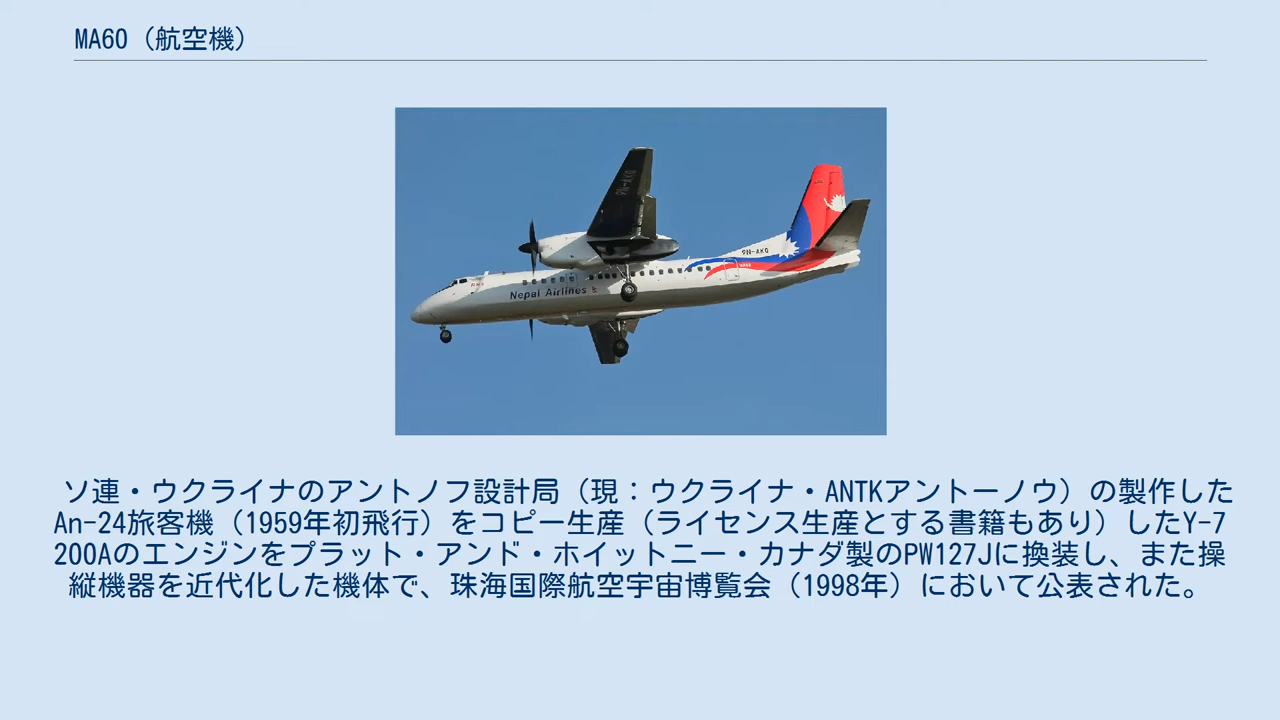 MA60（航空機）
9N-AKQ
9N-AKQ
Nepal Airlines
ソ連・ウクライナのアントノフ設計局（現：ウクライナ・ANTKアントーノウ）の製作した
An-24旅客機（1959年初飛行）をコピー生産（ライセンス生産とする書籍もあり）したY-7
200Aのエンジンをプラット・アンド・ホイットニー・カナダ製のPW127Jに換装し、また操
縦機器を近代化した機体で、珠海国際航空宇宙博覧会（1998年）において公表された。